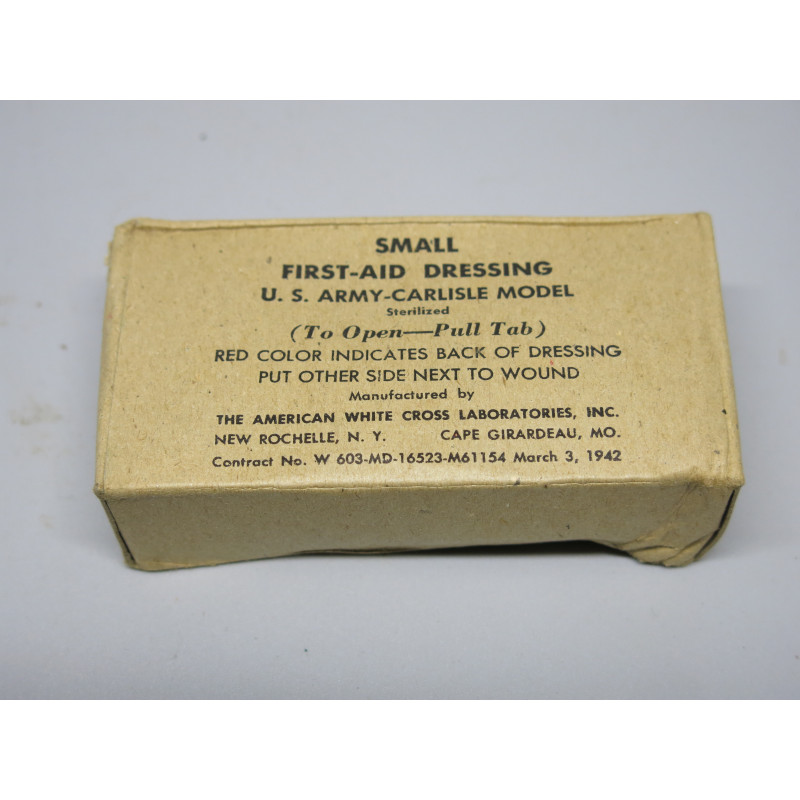 SMALL
FIRST-AID DRESSING
U. S. ARMY-CARLISLE MODEL
Sterilized
(To Open—Pull Tab)
RED COLOR INDICATES BACK OF DRESSING
PUT OTHER SIDE NEXT TO WOUND
Manufactured by
THE AMERICAN WHITE CROSS LABORATORIES, INC.
NEW ROCHELLE, N. Y. CAPE GIRARDEAU, MO.
Contract No. W 603-MD-16523-M61154 March 3, 1942